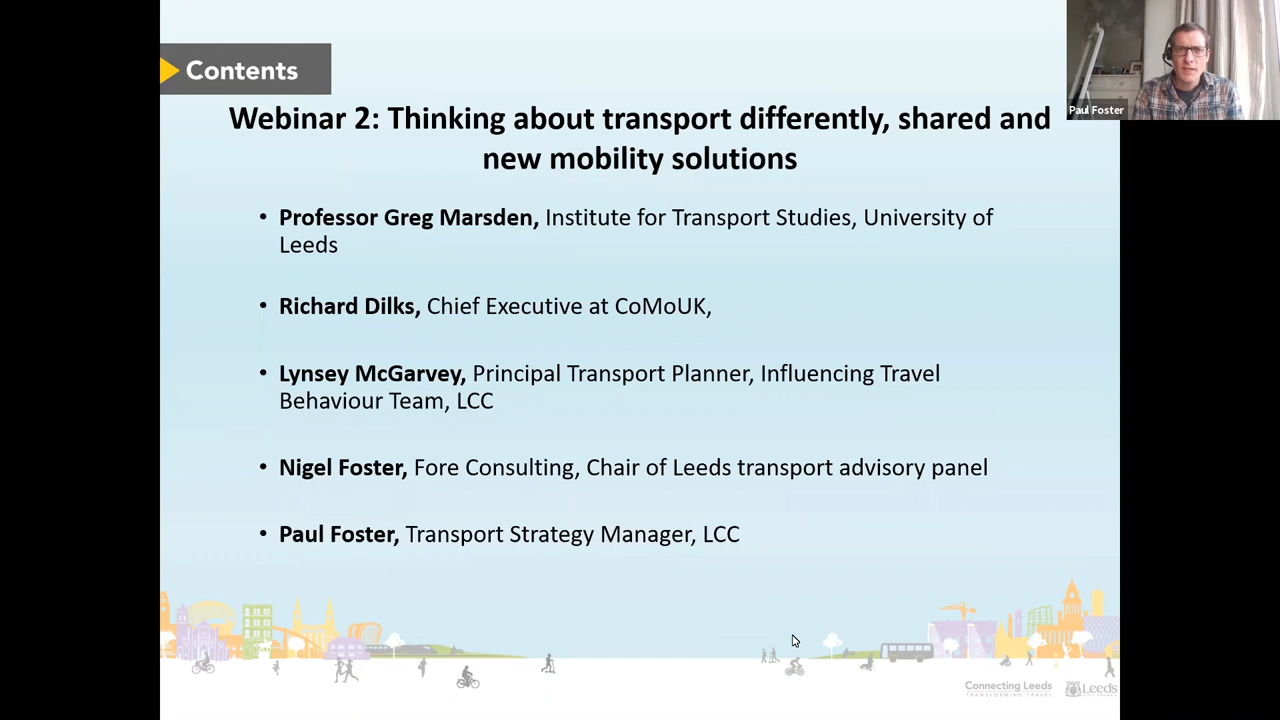 Contents
Paul Foster
Webinar 2: Thinking about transport differently, shared and
new mobility solutions
• Professor Greg Marsden, Institute for Transport Studies, University of
Leeds
• Richard Dilks, Chief Executive at CoMoUK,
• Lynsey McGarvey, Principal Transport Planner, Influencing Travel
Behaviour Team, LCC
• Nigel Foster, Fore Consulting, Chair of Leeds transport advisory panel
• Paul Foster, Transport Strategy Manager, LCC
Connecting Leeds
TRANSFORMING TRAVEL
Leeds